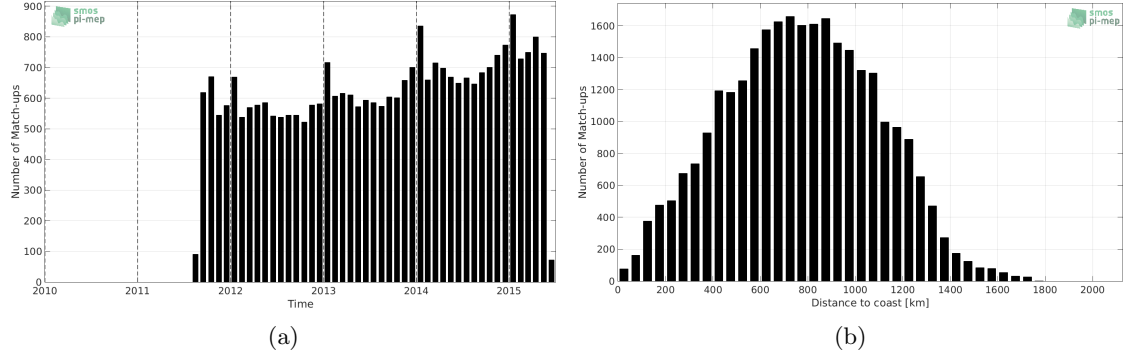 smos
pi-mep
900
800
700
600
500
400
300
200
100
0
Number of Match-ups
2010 2011 2012 2013 2014 2015
Time
(a)
smos
pi-mep
1600
1400
1200
1000
800
600
400
200
0
Number of Match-ups
0 200 400 600 800 1000 1200 1400 1600 1800 2000
Distance to coast [km]
(b)